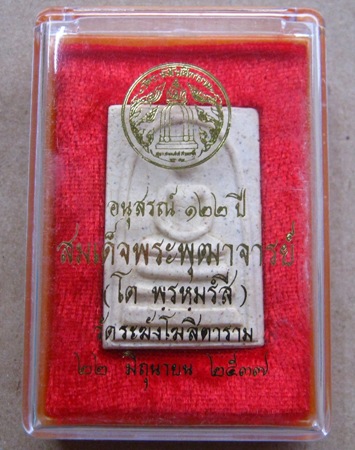 อนุสรณ์ ๑๒๒ ปี
สมเด็จพระพุฒาจารย์
(โต พรหฺมรํสี)
วัดระฆังโฆสิตาราม
๒๒ มิถุนายน ๒๕๓๗